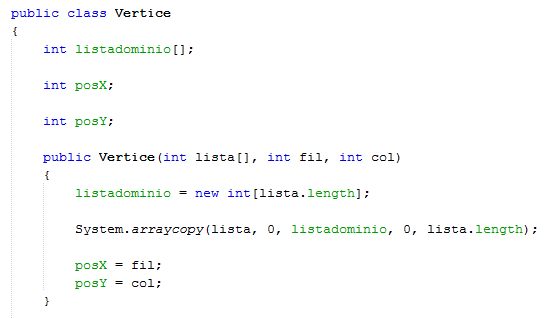 public class Vertice
{
int listadominio[];
int posX;
int posY;
public Vertice(int lista[], int fil, int col)
{
listadominio = new int[lista.length];
System.arraycopy(lista, 0, listadominio, 0, lista.length);
posX = fil;
posY = col;
}